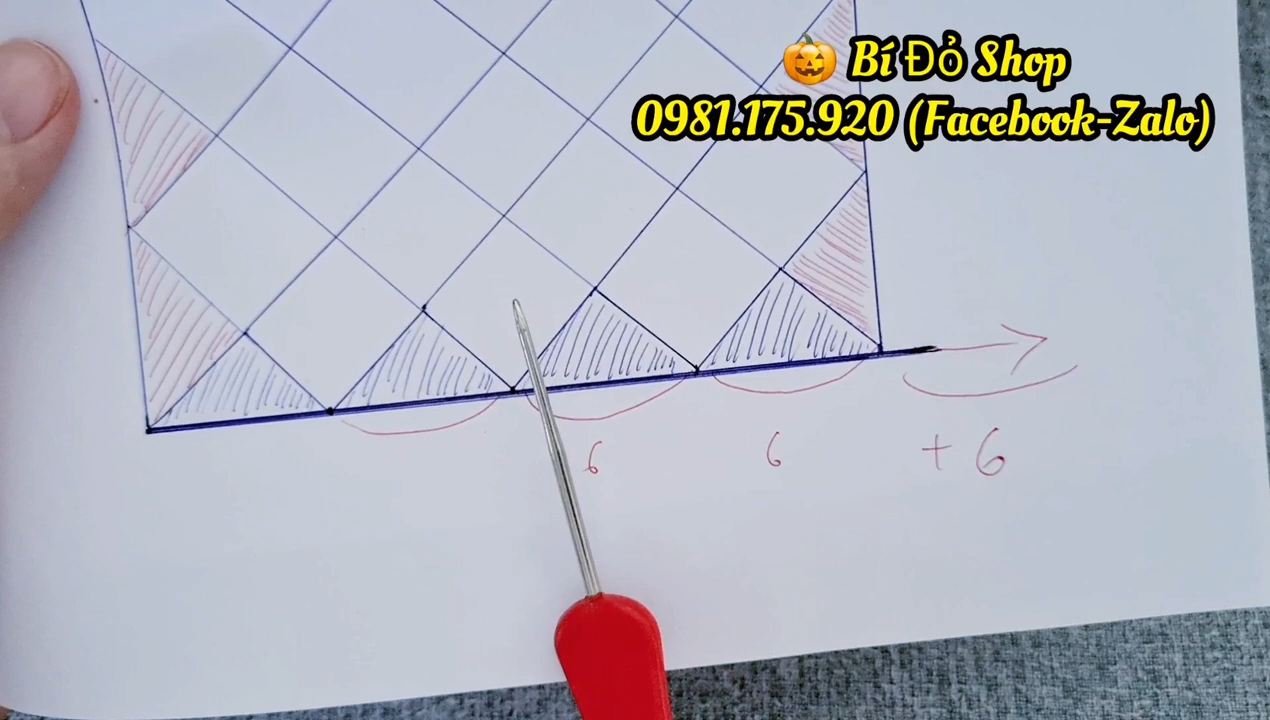 🎃 Bí Đỏ Shop
0981.175.920 (Facebook-Zalo)
6 6 + 6